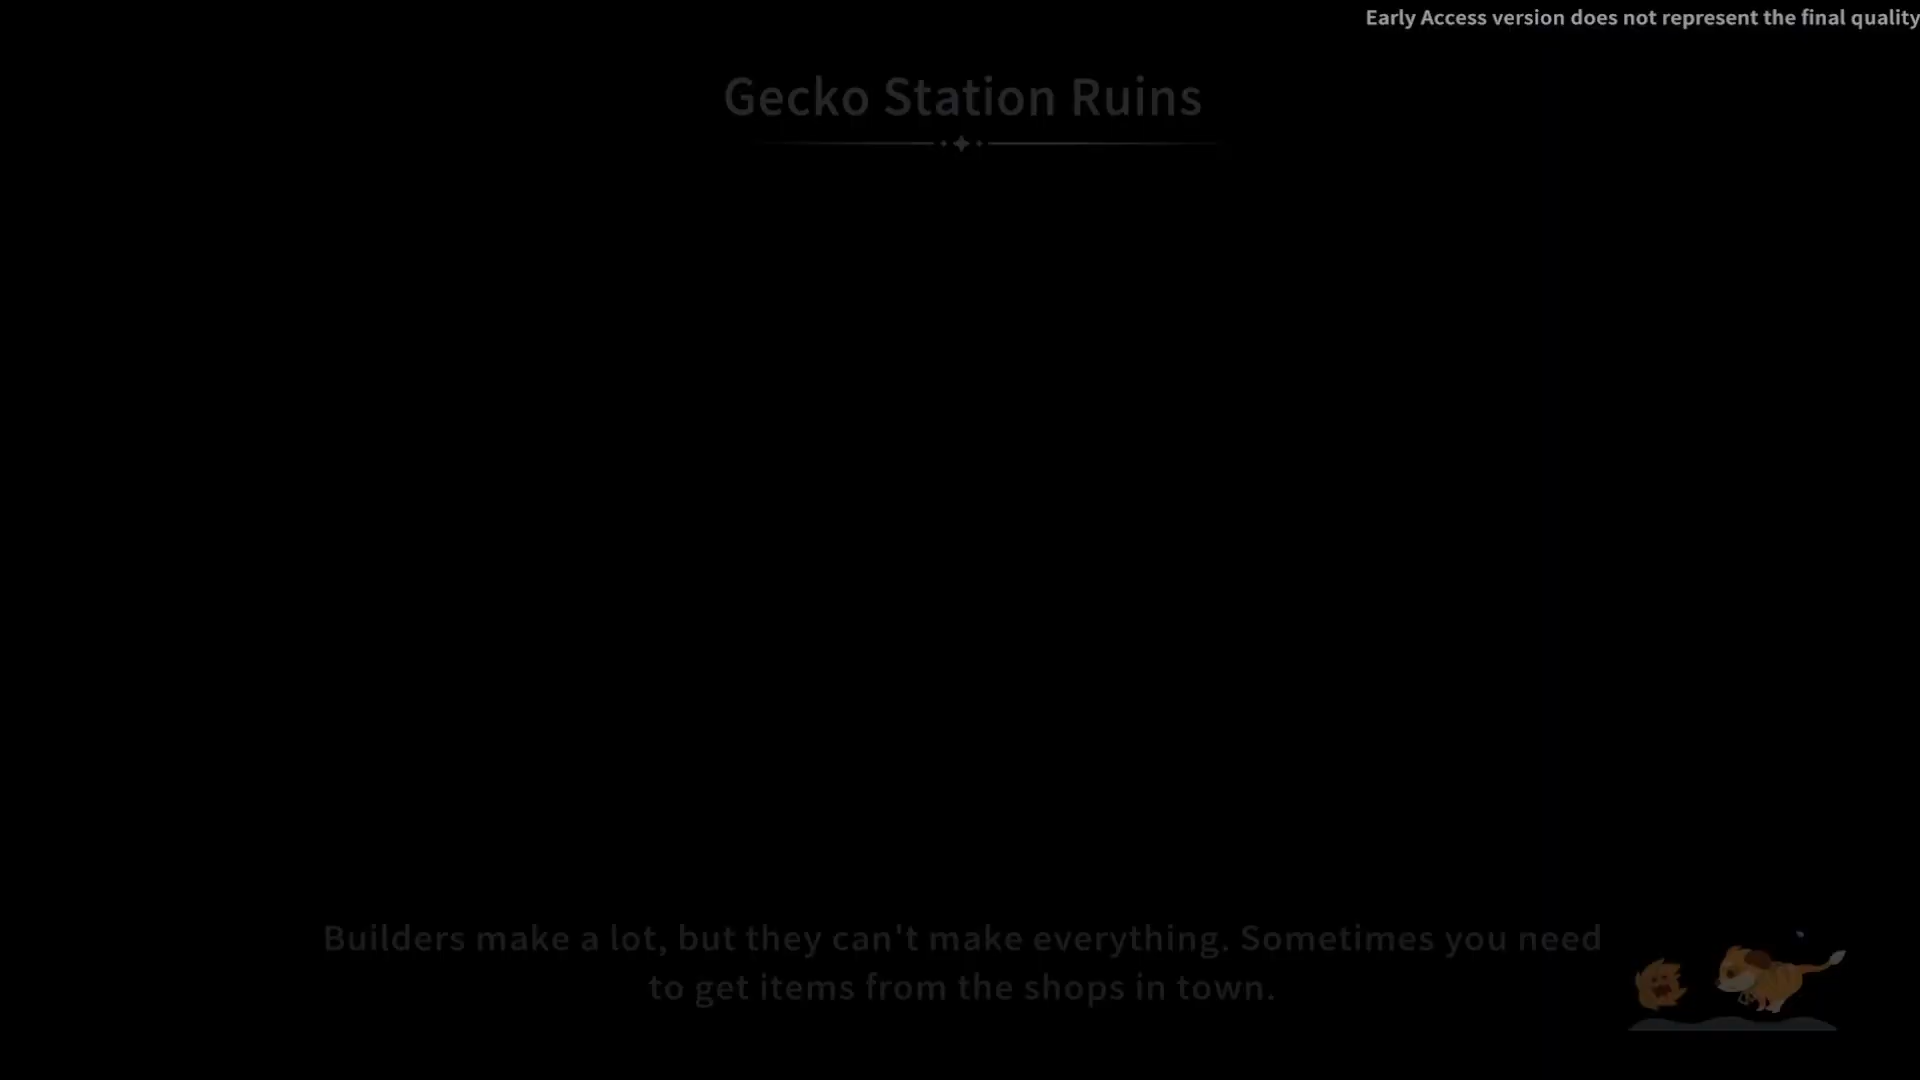 Early Access version does not represent the final quality
Gecko Station Ruins
Builders make a lot, but they can't make everything. Sometimes you need
to get items from the shops in town.